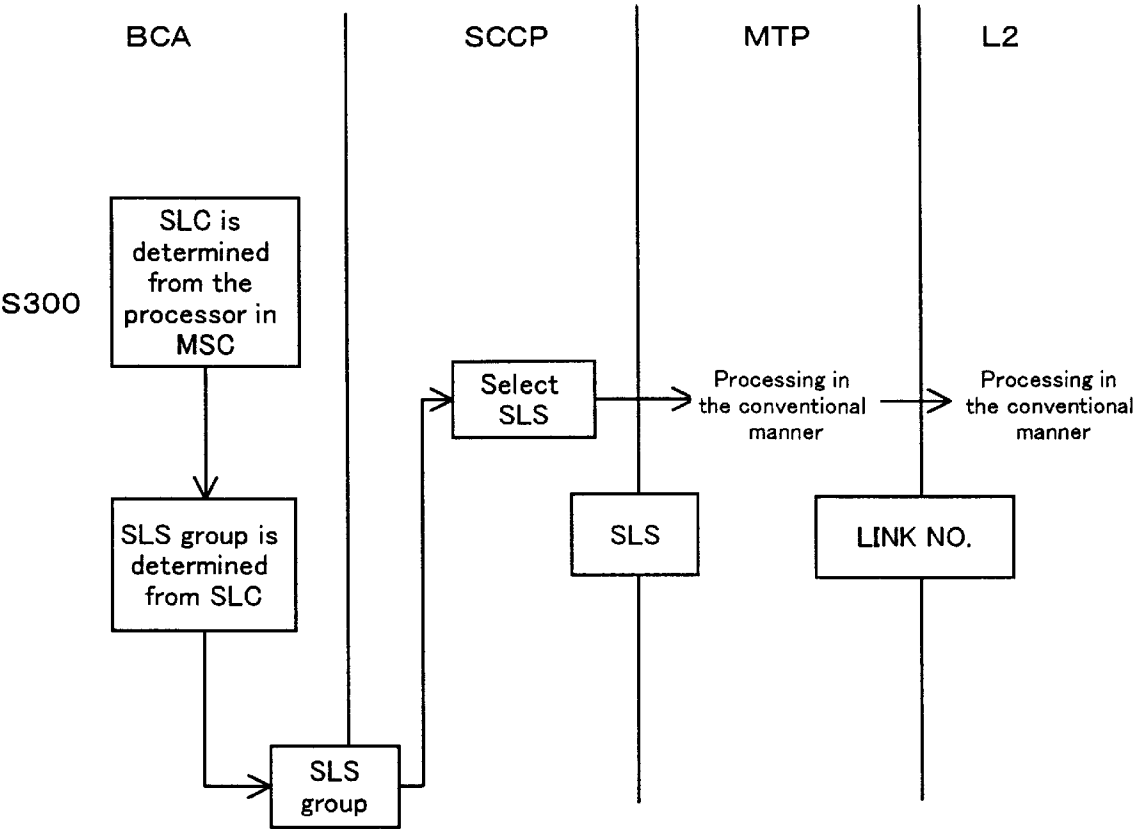 BCA
SCCP
MTP
L2
S300
SLC is
determined
from the
processor in
MSC
Select
SLS
Processing in
the conventional
manner
Processing in
the conventional
manner
SLS group is
determined
from SLC
SLS
LINK NO.
SLS
group